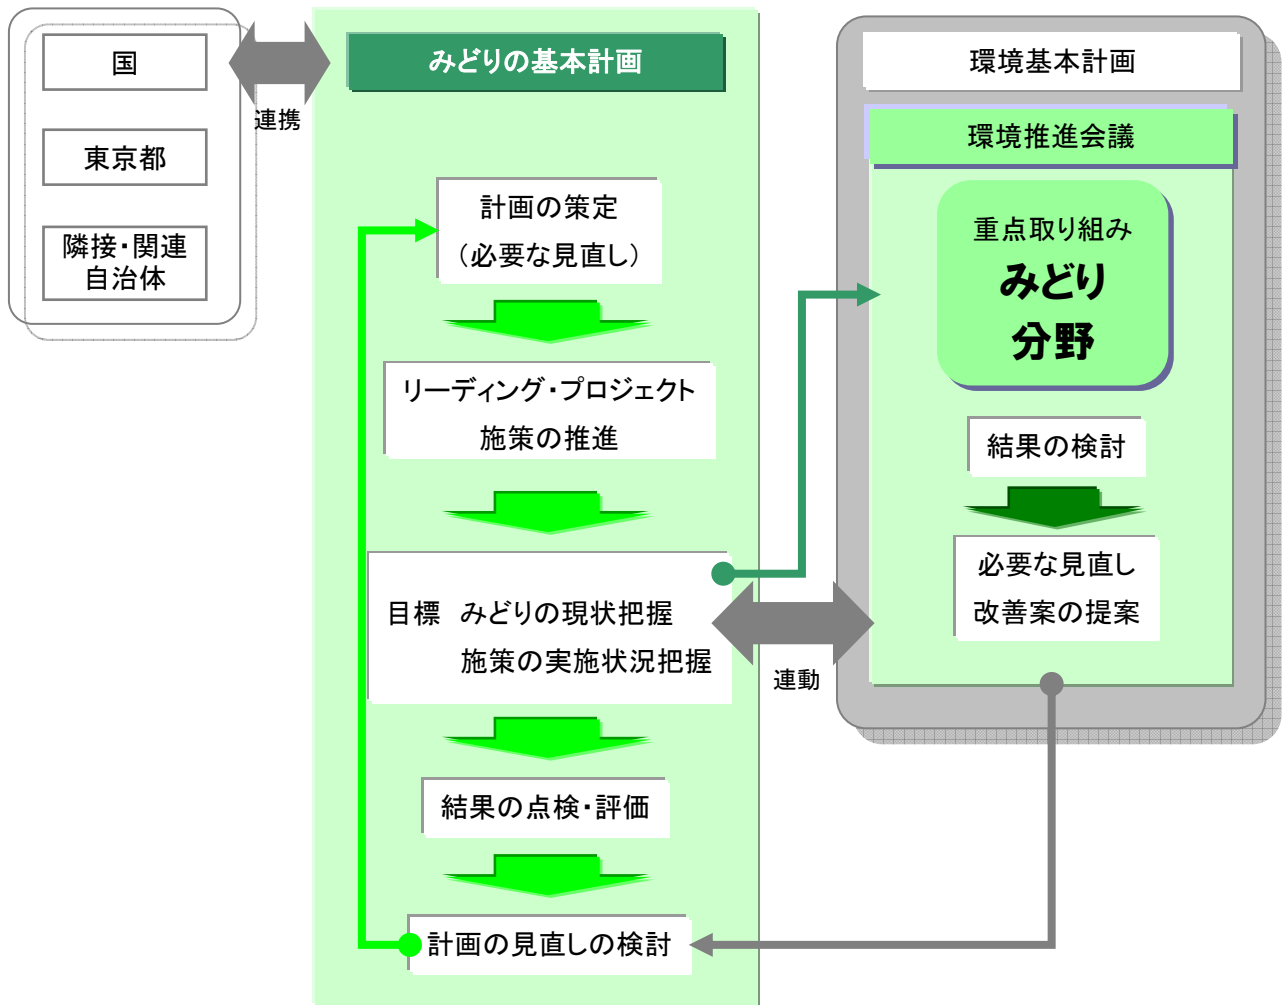 国
東京都
隣接・関連
自治体
連携
みどりの基本計画
計画の策定
（必要な見直し）
リーディング・プロジェクト
施策の推進
目標　みどりの現状把握
施策の実施状況把握
結果の点検・評価
計画の見直しの検討
連動
環境基本計画
環境推進会議
重点取り組み
みどり
分野
結果の検討
必要な見直し
改善案の提案